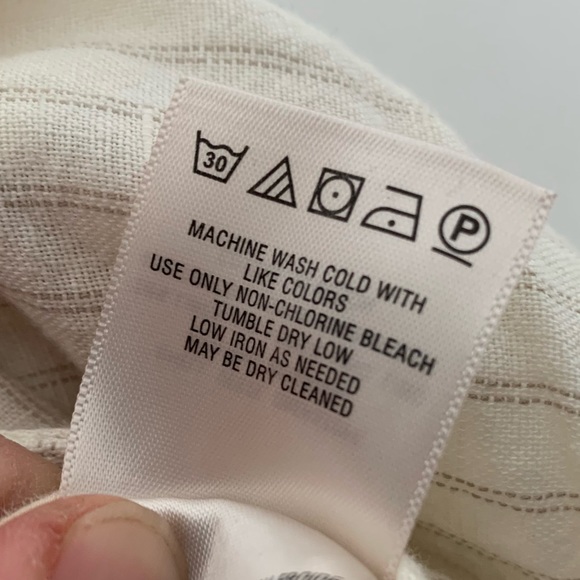 30 P
MACHINE WASH COLD WITH
LIKE COLORS
USE ONLY NON-CHLORINE BLEACH
TUMBLE DRY LOW
LOW IRON AS NEEDED
MAY BE DRY CLEANED